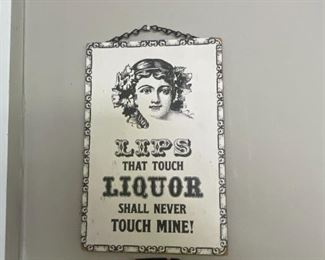 LIPS
THAT TOUCH
LIQUOR
SHALL NEVER
TOUCH MINE!